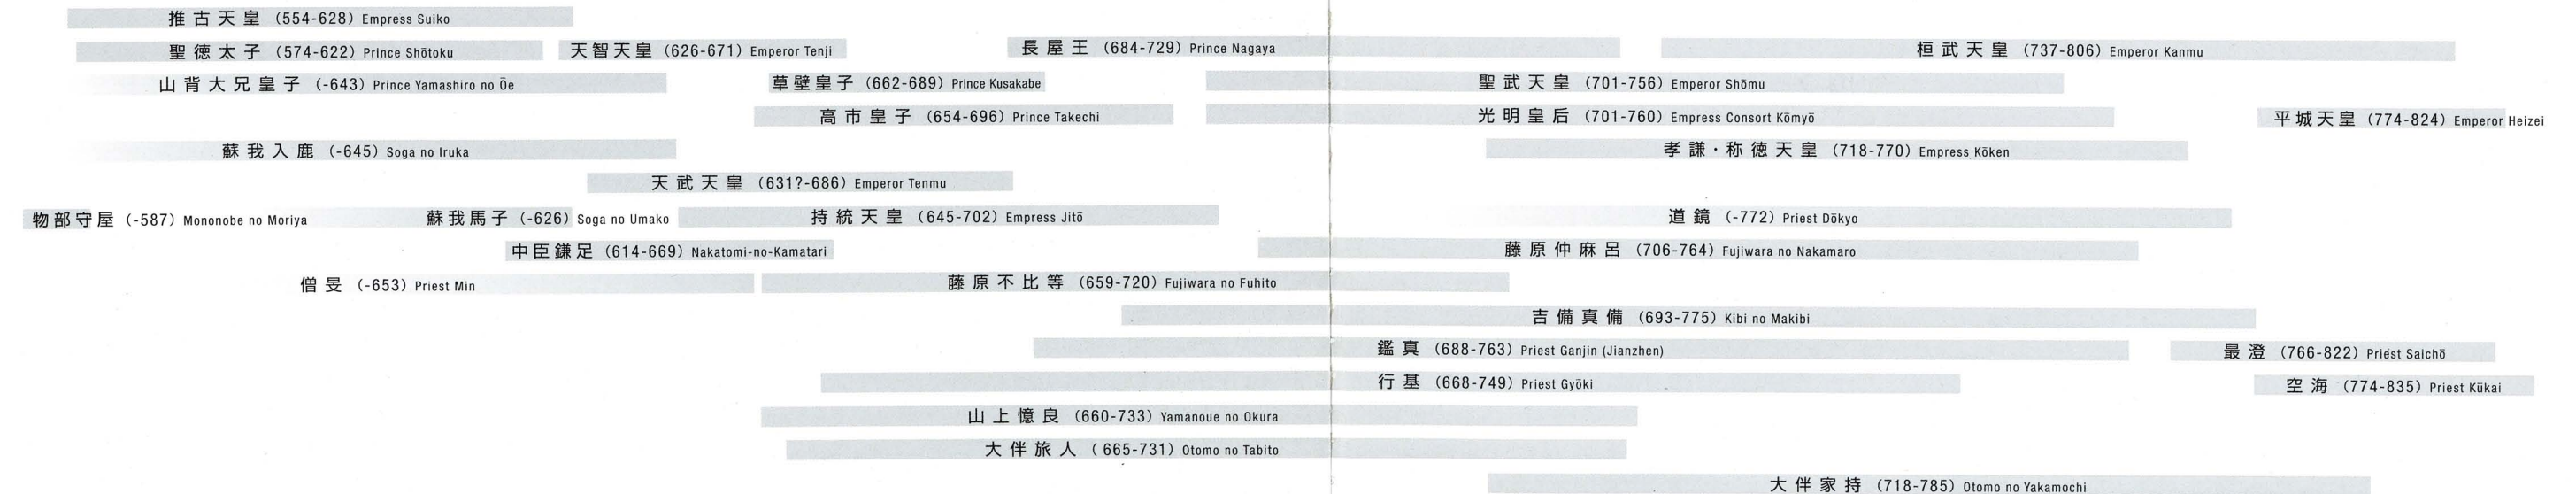 推古天皇 (554-628) Empress Suiko
聖徳太子 (574-622) Prince Shōtoku 天智天皇 (626-671) Emperor Tenji 長屋王 (684-729) Prince Nagaya 桓武天皇 (737-806) Emperor Kanmu
山背大兄皇子 (-643) Prince Yamashiro no Ōe 草壁皇子 (662-689) Prince Kusakabe 聖武天皇 (701-756) Emperor Shōmu
高市皇子 (654-696) Prince Takechi 光明皇后 (701-760) Empress Consort Kōmyō 平城天皇 (774-824) Emperor Heizei
蘇我入鹿 (-645) Soga no Iruka 孝謙・称徳天皇 (718-770) Empress Kōken
天武天皇 (631?-686) Emperor Tenmu
物部守屋 (-587) Mononobe no Moriya 蘇我馬子 (-626) Soga no Umako 持統天皇 (645-702) Empress Jitō 道鏡 (-772) Priest Dōkyo
中臣鎌足 (614-669) Nakatomi-no-Kamatari 藤原仲麻呂 (706-764) Fujiwara no Nakamaro
僧旻 (-653) Priest Min 藤原不比等 (659-720) Fujiwara no Fuhito
吉備真備 (693-775) Kibi no Makibi
鑑真 (688-763) Priest Ganjin (Jianzhen) 最澄 (766-822) Priest Saichō
行基 (668-749) Priest Gyōki 空海 (774-835) Priest Kūkai
山上憶良 (660-733) Yamanoue no Okura
大伴旅人 (665-731) Otomo no Tabito
大伴家持 (718-785) Otomo no Yakamochi